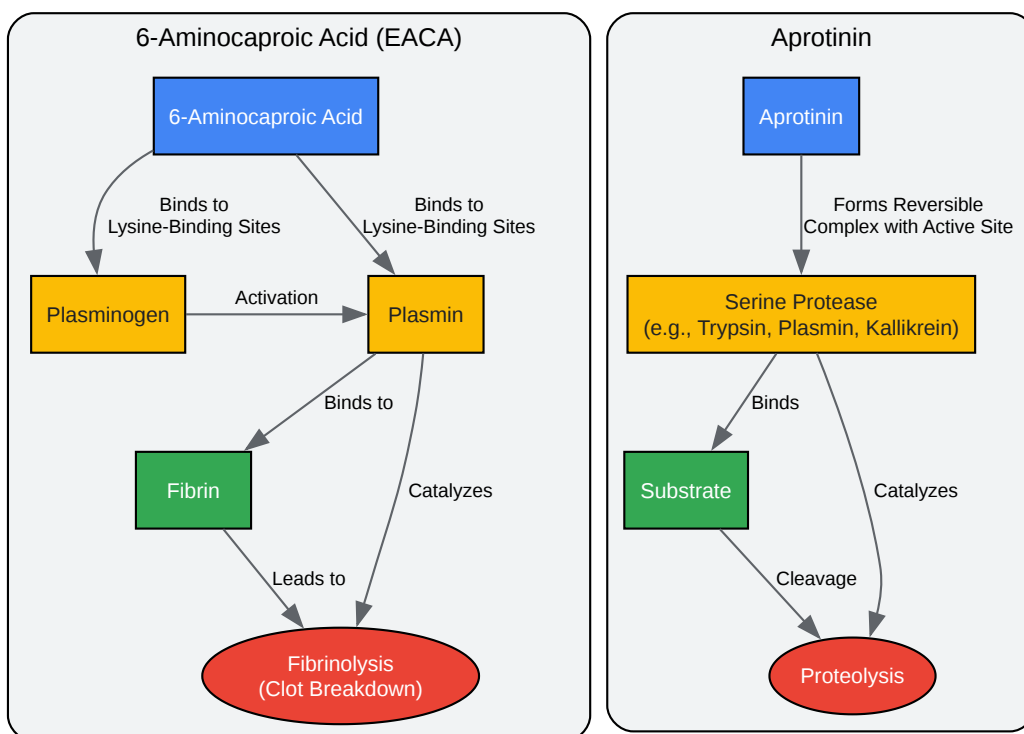 6-Aminocaproic Acid (EACA)
6-Aminocaproic Acid
Binds to
Lysine-Binding Sites
Binds to
Lysine-Binding Sites
Plasminogen
Activation
Plasmin
Binds to
Fibrin
Catalyzes
Leads to
Fibrinolysis
(Clot Breakdown)
Aprotinin
Aprotinin
Forms Reversible
Complex with Active Site
Serine Protease
(e.g., Trypsin, Plasmin, Kallikrein)
Binds
Substrate
Catalyzes
Cleavage
Proteolysis